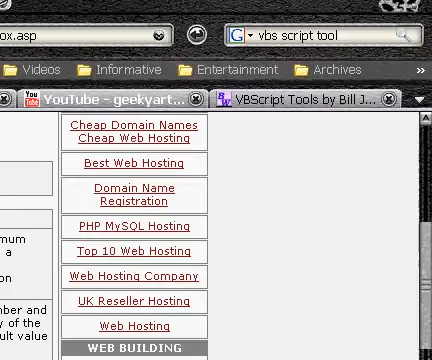 ox.asp
vbs script tool
Videos Informative Entertainment Archives »
YouTube - geekyart... VBScript Tools by Bill J...
Cheap Domain Names
Cheap Web Hosting
Best Web Hosting
Domain Name
Registration
PHP MySQL Hosting
Top 10 Web Hosting
Web Hosting Company
UK Reseller Hosting
Web Hosting
WEB BUILDING
mum
a
on
nber and
y of the
ult value